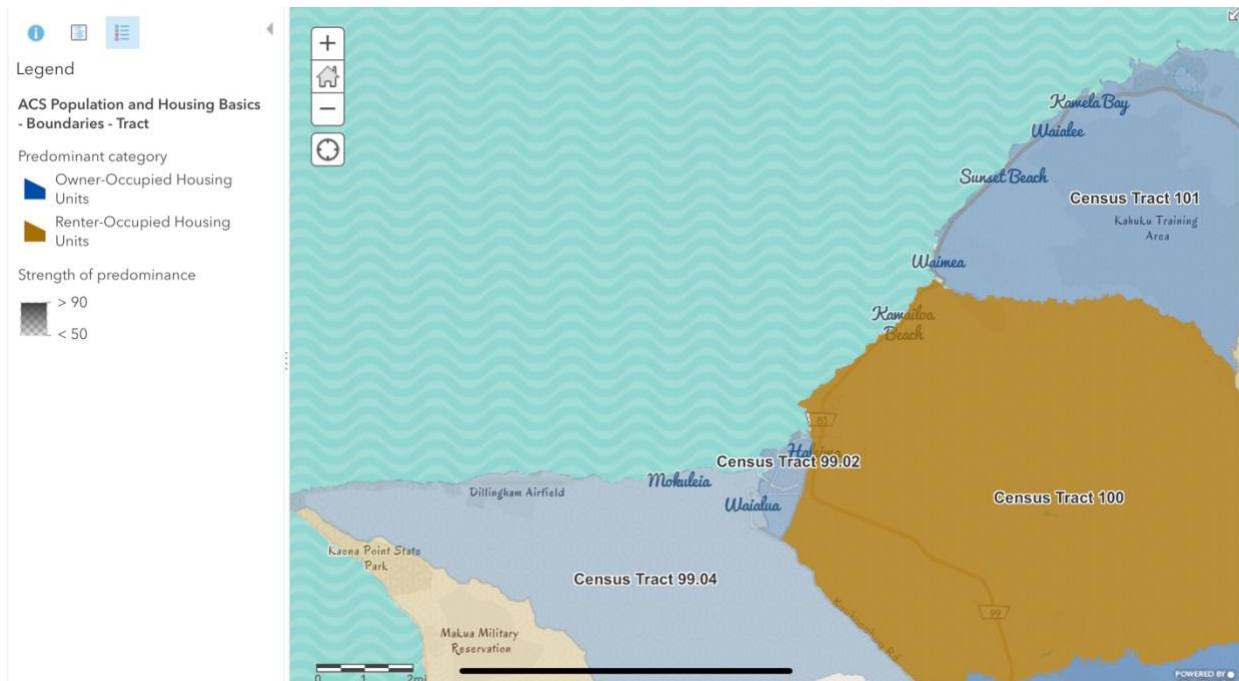 Legend
ACS Population and Housing Basics
- Boundaries - Tract
Predominant category
Owner-Occupied Housing
Units
Renter-Occupied Housing
Units
Strength of predominance
> 90
< 50
+
−
Kawela Bay
Waialee
Sunset Beach
Census Tract 101
Kahuku Training
Area
Waimea
Kawailoa
Beach
83
Census Tract 99.02
Mokuleia
Dillingham Airfield
Waialua
Census Tract 100
Kaena Point State
Park
Census Tract 99.04
99
Makua Military
Reservation
0 1 2mi
POWERED BY